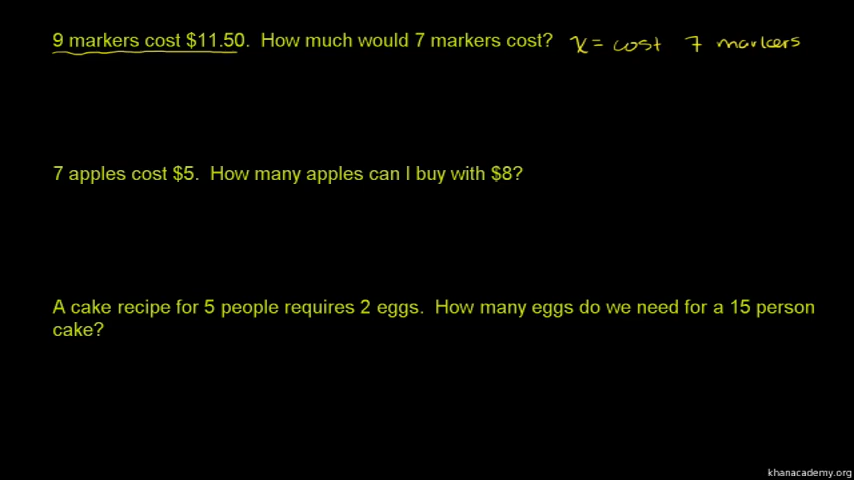 9 markers cost $11.50.  How much would 7 markers cost? x = cost 7 markers
7 apples cost $5.  How many apples can I buy with $8?
A cake recipe for 5 people requires 2 eggs.  How many eggs do we need for a 15 person
cake?
khanacademy.org